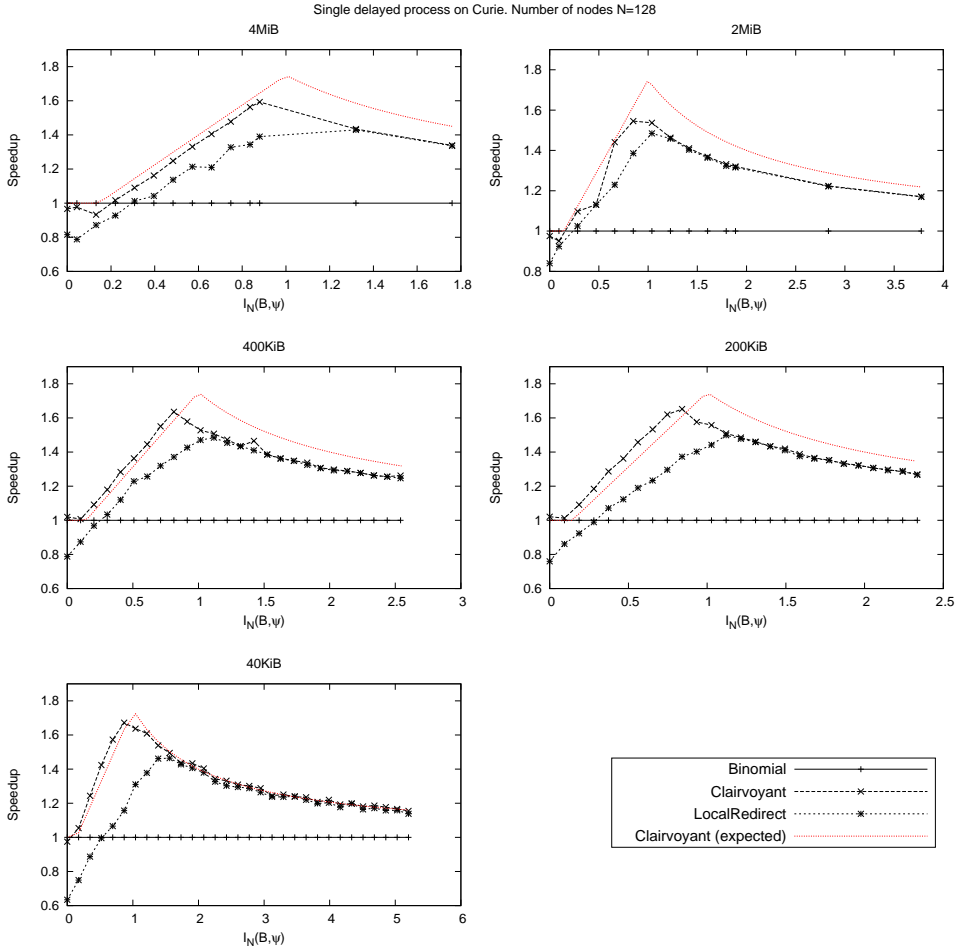 Single delayed process on Curie. Number of nodes N=128
4MiB
Speedup
1.8
1.6
1.4
1.2
1
0.8
0.6
0 0.2 0.4 0.6 0.8 1 1.2 1.4 1.6 1.8
I_N(B,ψ)
2MiB
Speedup
1.9
1.8
1.6
1.4
1.2
1
0.8
0 0.5 1 1.5 2 2.5 3 3.5 4
I_N(B,ψ)
400KiB
Speedup
1.8
1.6
1.4
1.2
1
0.8
0.6
0 0.5 1 1.5 2 2.5 3
I_N(B,ψ)
200KiB
Speedup
1.8
1.6
1.4
1.2
1
0.8
0.6
0 0.5 1 1.5 2 2.5
I_N(B,ψ)
40KiB
Speedup
1.8
1.6
1.4
1.2
1
0.8
0.6
0 1 2 3 4 5 6
I_N(B,ψ)
Binomial
Clairvoyant
LocalRedirect
Clairvoyant (expected)